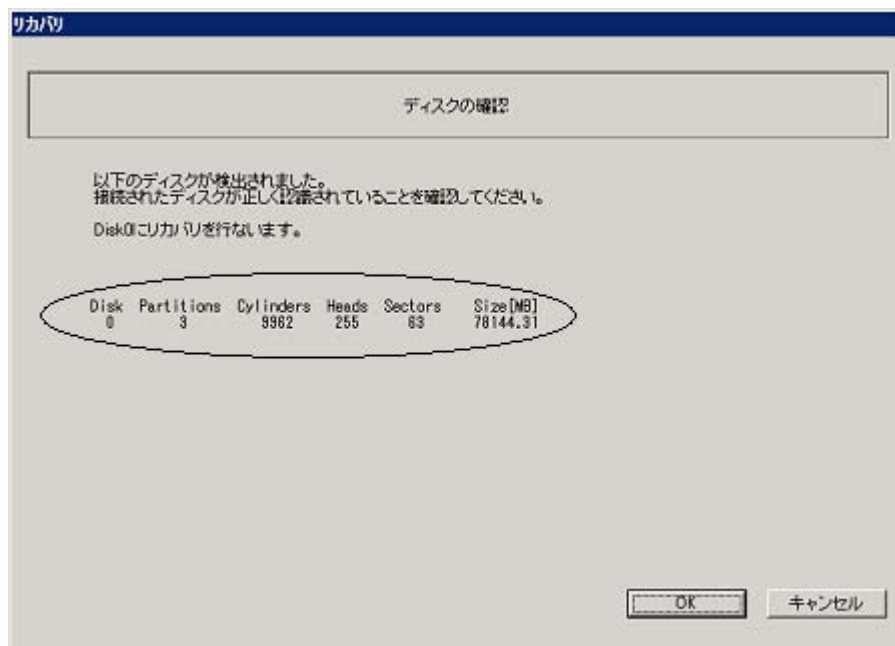 リカバリ
ディスクの確認
以下のディスクが検出されました。
接続されたディスクが正しく認識されていることを確認してください。
Disk0にリカバリを行ないます。
Disk Partitions Cylinders Heads Sectors Size[MB]
0 3 9962 255 63 78144.31
OK キャンセル